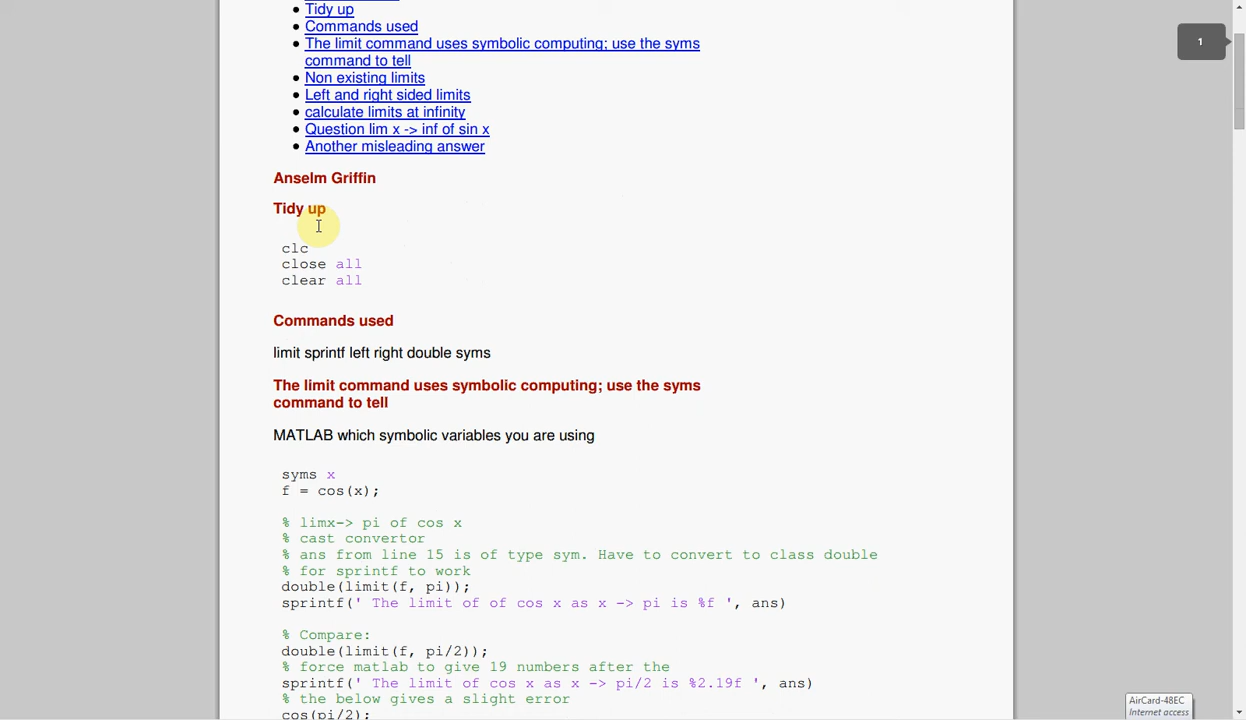 Tidy up
Commands used
The limit command uses symbolic computing; use the syms
command to tell
Non existing limits
Left and right sided limits
calculate limits at infinity
Question lim x -> inf of sin x
Another misleading answer
1
Anselm Griffin
Tidy up
clc
close all
clear all
Commands used
limit sprintf left right double syms
The limit command uses symbolic computing; use the syms
command to tell
MATLAB which symbolic variables you are using
syms x
f = cos(x);
% limx-> pi of cos x
% cast convertor
% ans from line 15 is of type sym. Have to convert to class double
% for sprintf to work
double(limit(f, pi));
sprintf(' The limit of of cos x as x -> pi is %f ', ans)
% Compare:
double(limit(f, pi/2));
% force matlab to give 19 numbers after the
sprintf(' The limit of cos x as x -> pi/2 is %2.19f ', ans)
% the below gives a slight error
cos(pi/2);
AirCard-48EC
Internet access